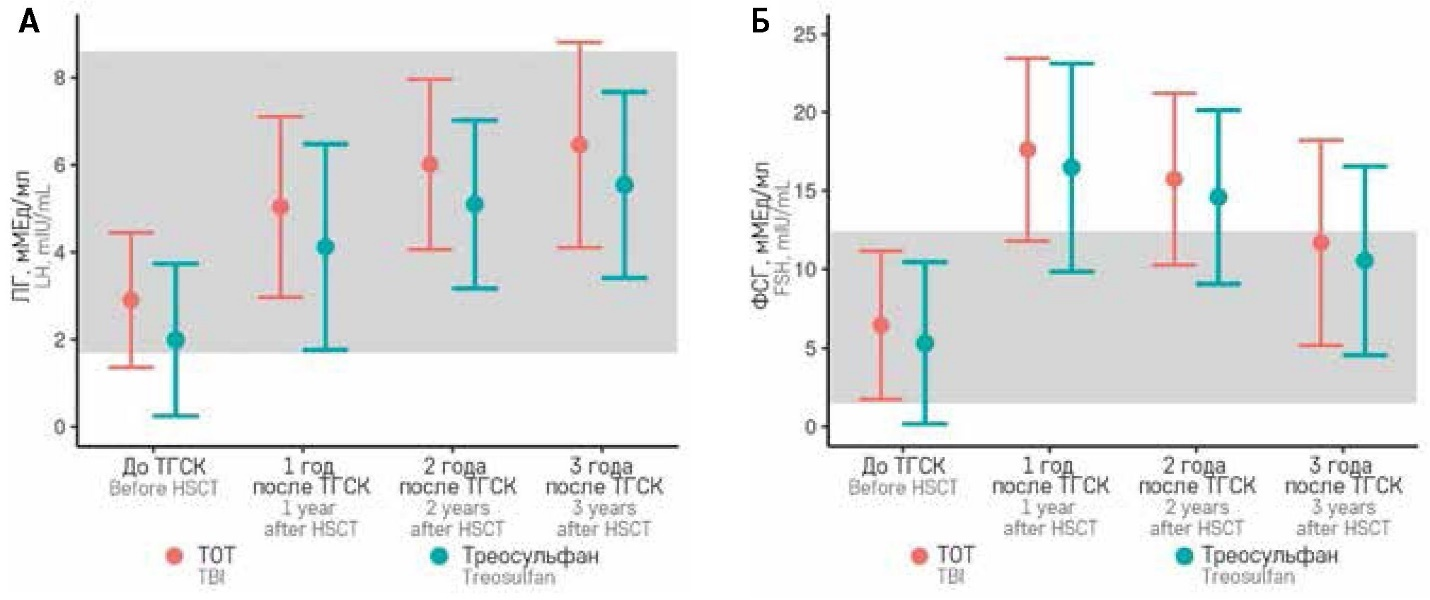 А
ЛГ, мМЕд/мл
LH, mIU/mL
8
6
4
2
0
До ТГСК
Before HSCT
1 год
после ТГСК
1 year
after HSCT
2 года
после ТГСК
2 years
after HSCT
3 года
после ТГСК
3 years
after HSCT
ТОТ
TBI
Треосульфан
Treosulfan
Б
ФСГ, мМЕд/мл
FSH, mIU/mL
25
20
15
10
5
0
До ТГСК
Before HSCT
1 год
после ТГСК
1 year
after HSCT
2 года
после ТГСК
2 years
after HSCT
3 года
после ТГСК
3 years
after HSCT
ТОТ
TBI
Треосульфан
Treosulfan